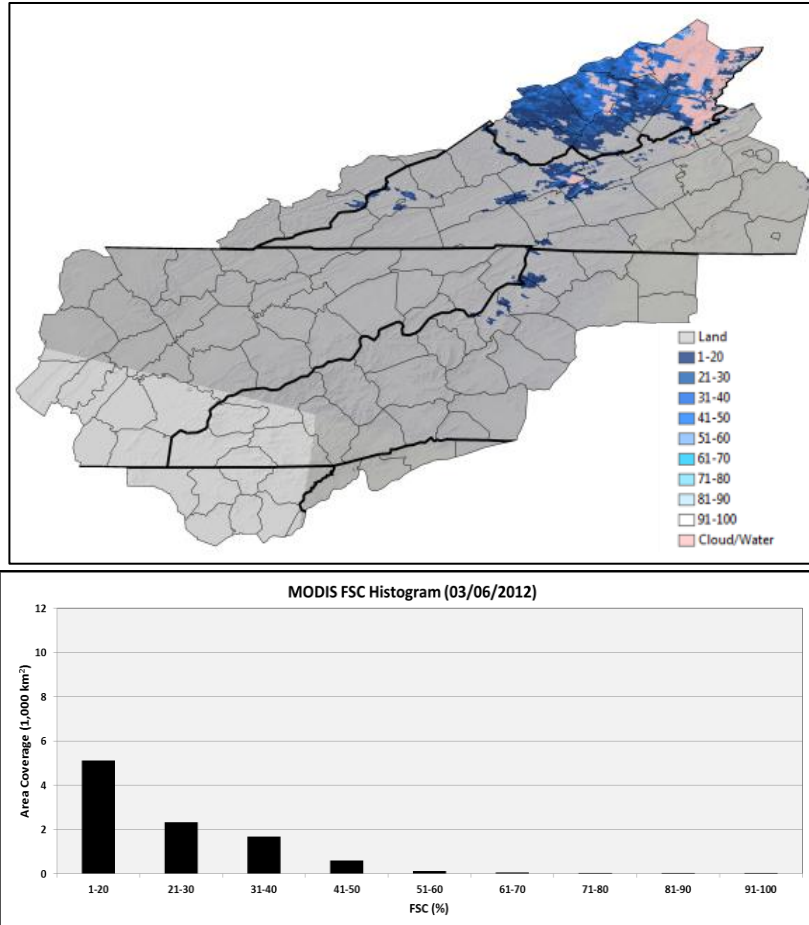 Land
1-20
21-30
31-40
41-50
51-60
61-70
71-80
81-90
91-100
Cloud/Water
MODIS FSC Histogram (03/06/2012)
Area Coverage (1,000 km²)
12
10
8
6
4
2
0
1-20 21-30 31-40 41-50 51-60 61-70 71-80 81-90 91-100
FSC (%)